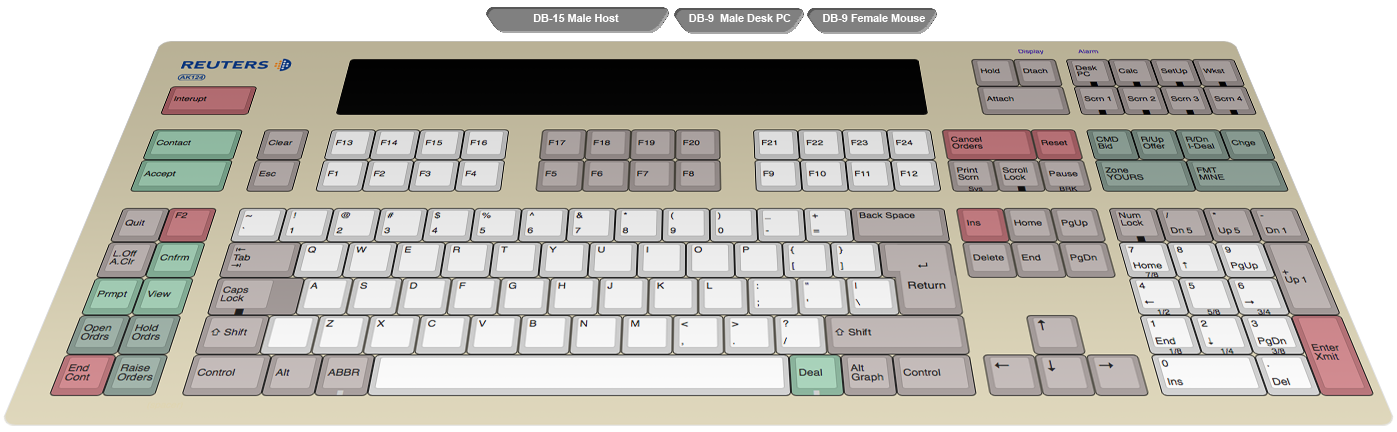 DB-15 Male Host
DB-9 Male Desk PC
DB-9 Female Mouse
Display
Alarm
REUTERS
AK124
Hold
Dtach
Desk
PC
Calc
SetUp
Wkst
Interupt
Attach
Scrn 1
Scrn 2
Scrn 3
Scrn 4
Contact
Clear
F13
F14
F15
F16
F17
F18
F19
F20
F21
F22
F23
F24
Cancel
Orders
Reset
CMD
Bid
R/Up
Offer
R/Dn
I-Deal
Chge
Accept
Esc
F1
F2
F3
F4
F5
F6
F7
F8
F9
F10
F11
F12
Print
Scrn
Sys
Scroll
Lock
Pause
BRK
Zone
YOURS
FMT
MINE
Quit
F2
~
`
!
1
@
2
#
3
$
4
%
5
^
6
&
7
*
8
(
9
)
0
_
-
+
=
Back Space
Ins
Home
PgUp
Num
Lock
/
Dn 5
*
Up 5
-
Dn 1
L.Off
A.Clr
Cnfrm
⇤
Tab
⇥
Q
W
E
R
T
Y
U
I
O
P
{
[
}
]
↵
Return
Delete
End
PgDn
7
Home
7/8
8
↑
9
PgUp
+
Up 1
Prmpt
View
Caps
Lock
A
S
D
F
G
H
J
K
L
:
;
"
'
|
\
4
←
1/2
5
5/8
6
→
3/4
Open
Ordrs
Hold
Ordrs
⇧ Shift
Z
X
C
V
B
N
M
<
,
>
.
?
/
⇧ Shift
↑
1
End
1/8
2
↓
1/4
3
PgDn
3/8
Enter
Xmit
End
Cont
Raise
Orders
Control
Alt
ABBR
Deal
Alt
Graph
Control
←
↓
→
0
Ins
.
Del